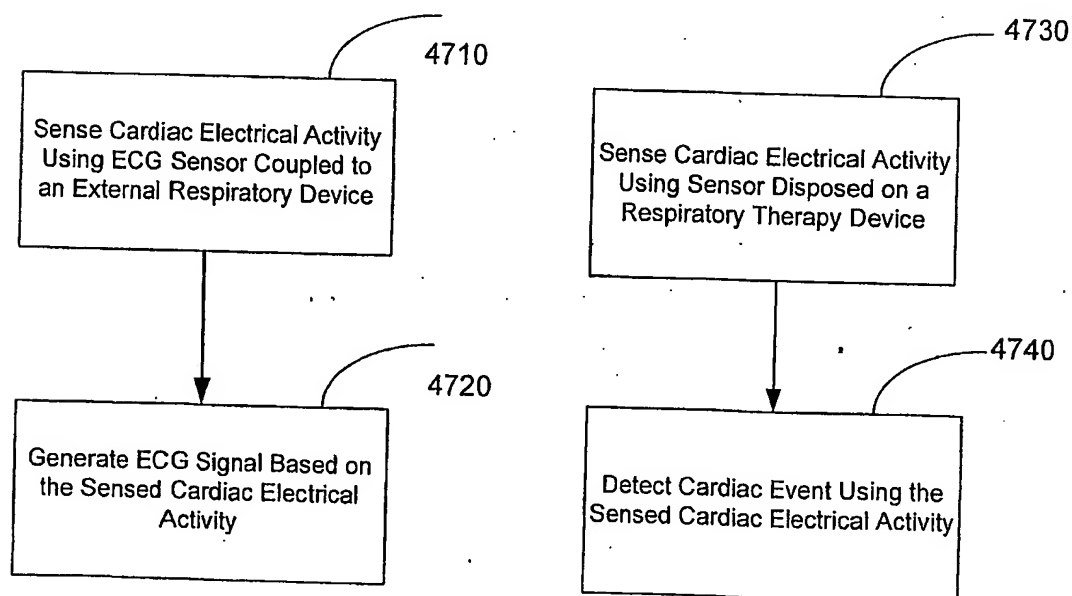 4710
Sense Cardiac Electrical Activity
Using ECG Sensor Coupled to
an External Respiratory Device
4720
Generate ECG Signal Based on
the Sensed Cardiac Electrical
Activity
4730
Sense Cardiac Electrical Activity
Using Sensor Disposed on a
Respiratory Therapy Device
4740
Detect Cardiac Event Using the
Sensed Cardiac Electrical Activity